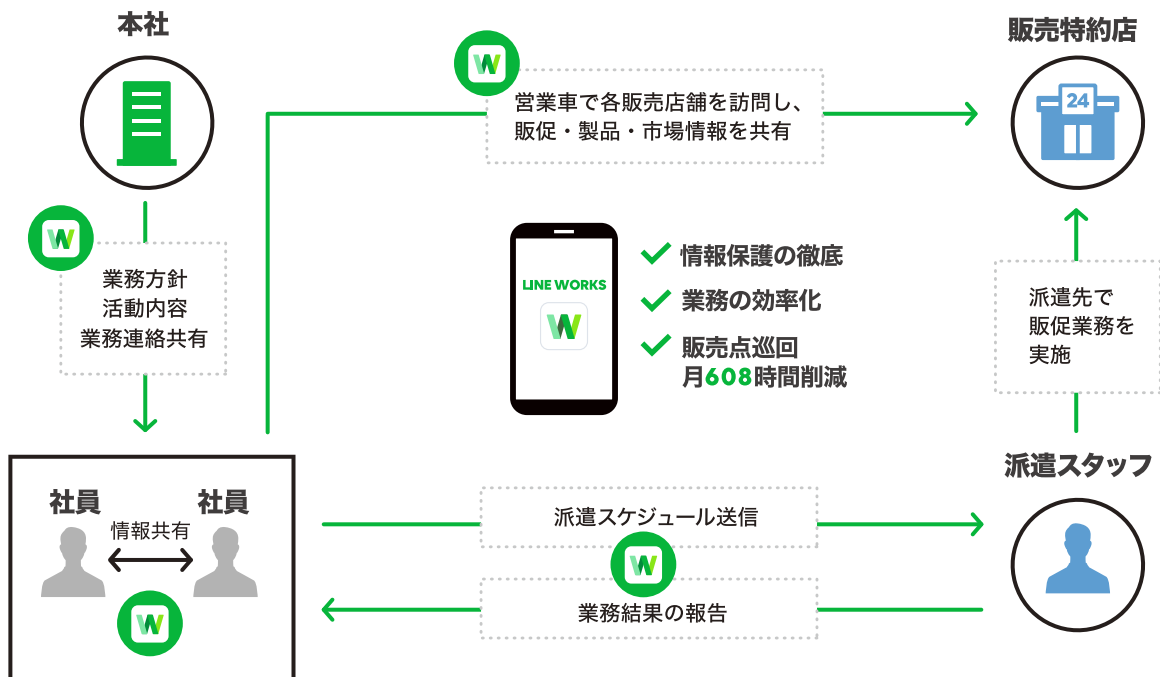 本社
販売特約店
W
営業車で各販売店舗を訪問し、
販促・製品・市場情報を共有
24
W
業務方針
活動内容
業務連絡共有
LINE WORKS
W
情報保護の徹底
業務の効率化
販売点巡回
月608時間削減
派遣先で
販促業務を
実施
派遣スタッフ
社員
社員
情報共有
W
派遣スケジュール送信
W
業務結果の報告